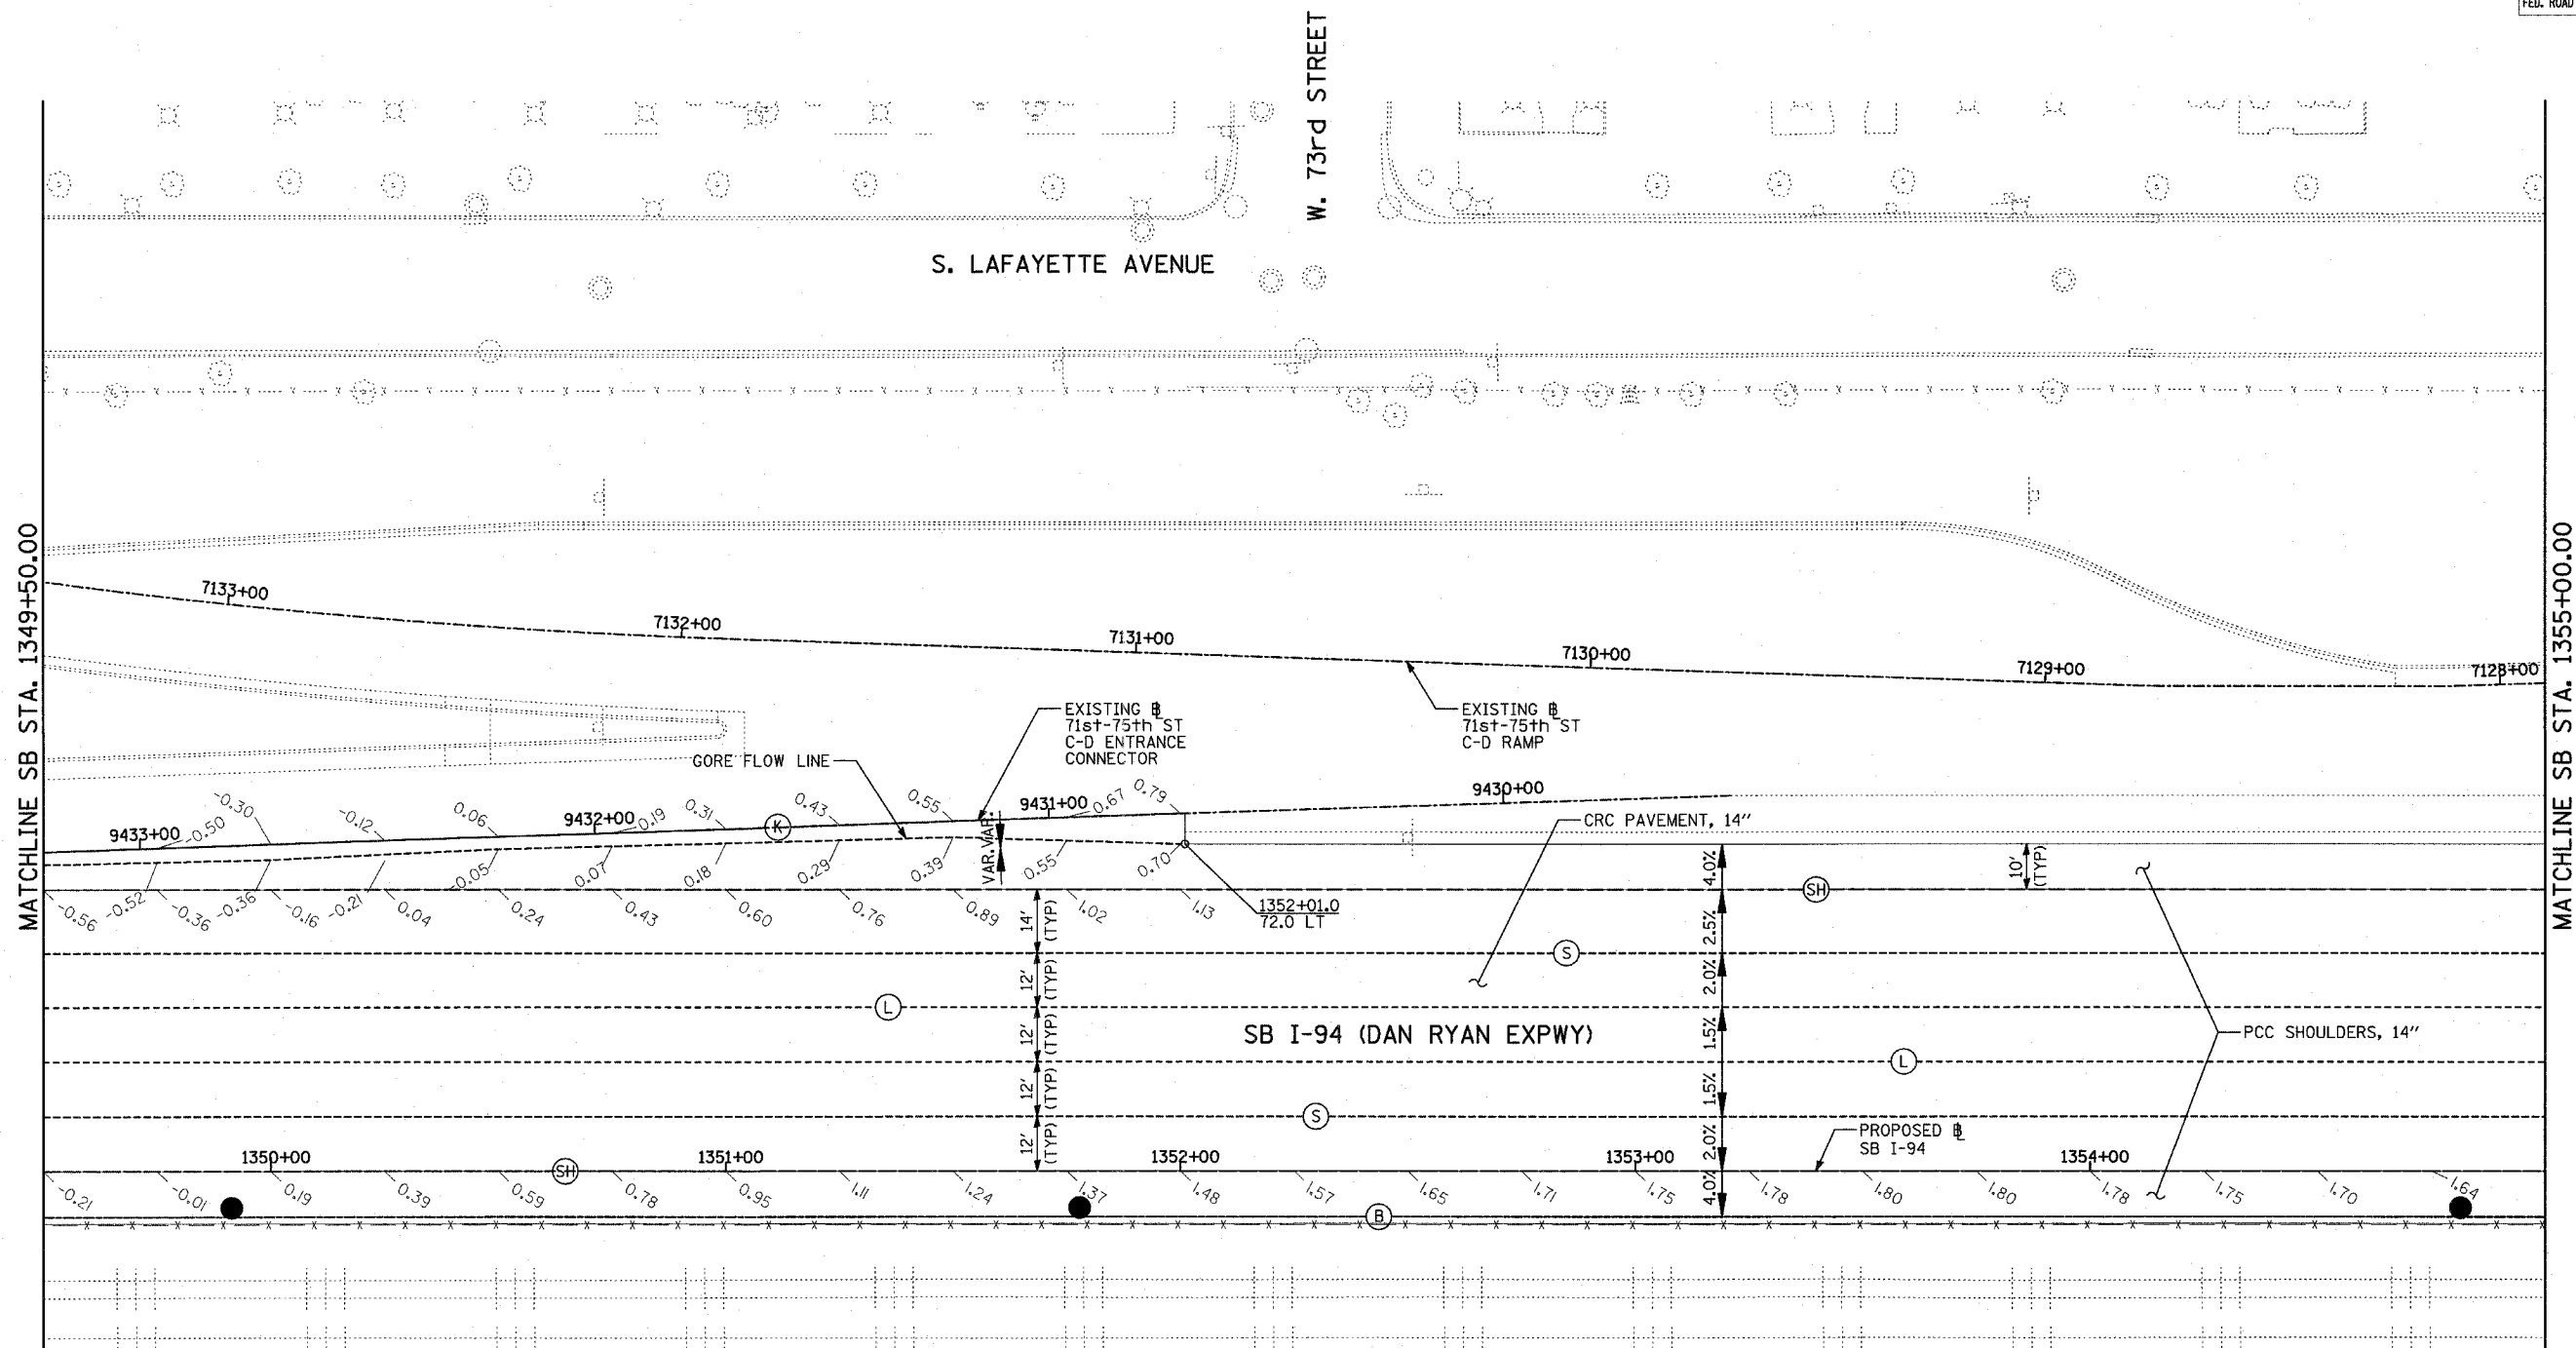 FED. ROAD
W. 73rd STREET
S. LAFAYETTE AVENUE
MATCHLINE SB STA. 1349+50.00
MATCHLINE SB STA. 1355+00.00
7133+00
7132+00
7131+00
7130+00
7129+00
7128+00
EXISTING
71st-75th ST
C-D ENTRANCE
CONNECTOR
EXISTING
71st-75th ST
C-D RAMP
GORE FLOW LINE
9433+00
9432+00
9431+00
9430+00
-0.50 -0.30 -0.12 0.06 0.19 0.31 0.43 0.55 0.67 0.79
K
VAR. VAR.
CRC PAVEMENT, 14"
-0.52 -0.36 -0.21 -0.05 0.07 0.18 0.29 0.39 0.55 0.70
-0.56 -0.36 -0.16 0.04 0.24 0.43 0.60 0.76 0.89 1.02 1.13
1352+01.0
72.0 LT
4.0%
10'
(TYP)
SH
14'
(TYP)
2.5%
S
12'
(TYP)
2.0%
L
12'
(TYP)
SB I-94 (DAN RYAN EXPWY)
1.5%
PCC SHOULDERS, 14"
L
12'
(TYP)
1.5%
S
12'
(TYP)
2.0%
PROPOSED
SB I-94
1350+00
1351+00
1352+00
1353+00
1354+00
SH
-0.21 -0.01 0.19 0.39 0.59 0.78 0.95 1.11 1.24 1.37 1.48 1.57 1.65 1.71 1.75 1.78 1.80 1.80 1.78 1.75 1.70 1.64
4.0%
B